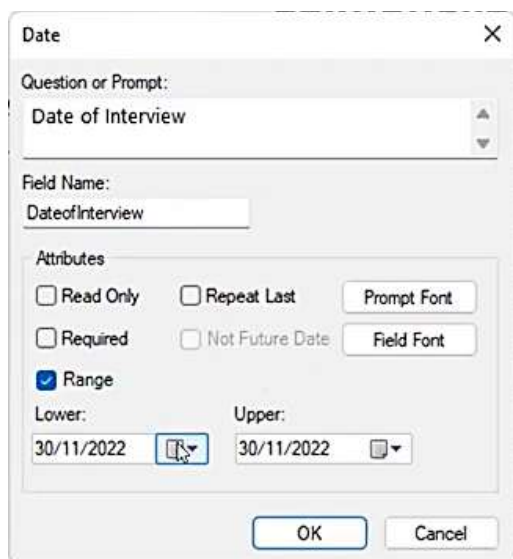 Date
Question or Prompt:
Date of Interview
Field Name:
DateofInterview
Attributes
Read Only
Repeat Last
Prompt Font
Required
Not Future Date
Field Font
Range
Lower:
Upper:
30/11/2022
30/11/2022
OK
Cancel